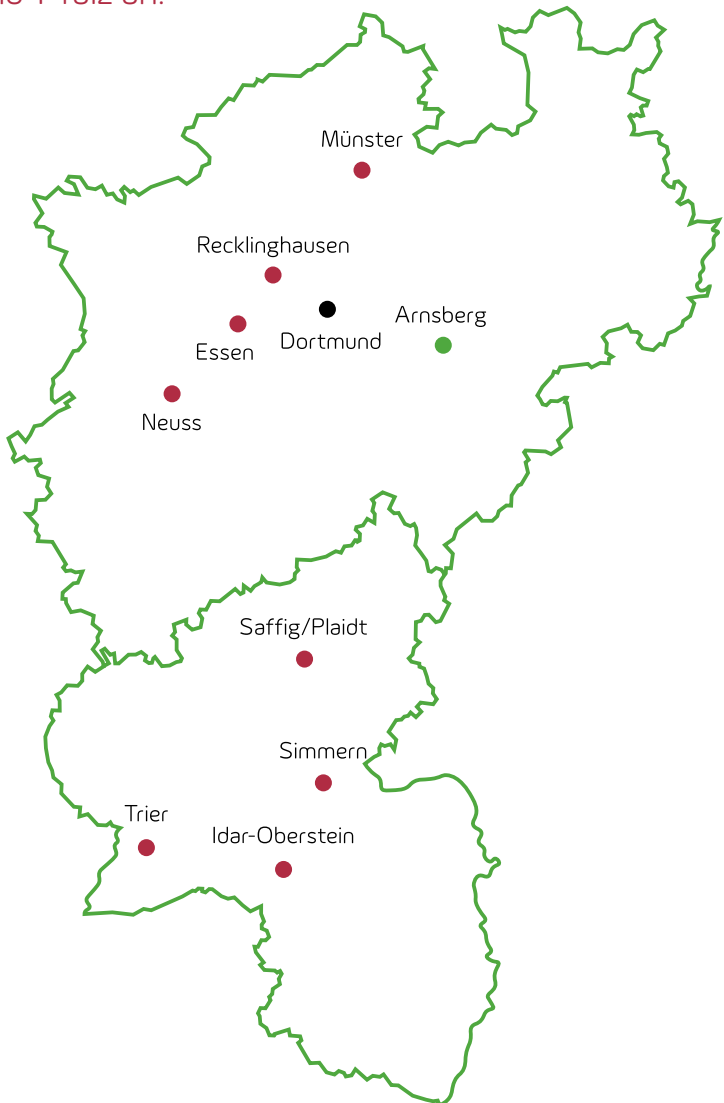 Münster
Recklinghausen
Arnsberg
Dortmund
Essen
Neuss
Saffig/Plaidt
Simmern
Trier
Idar-Oberstein